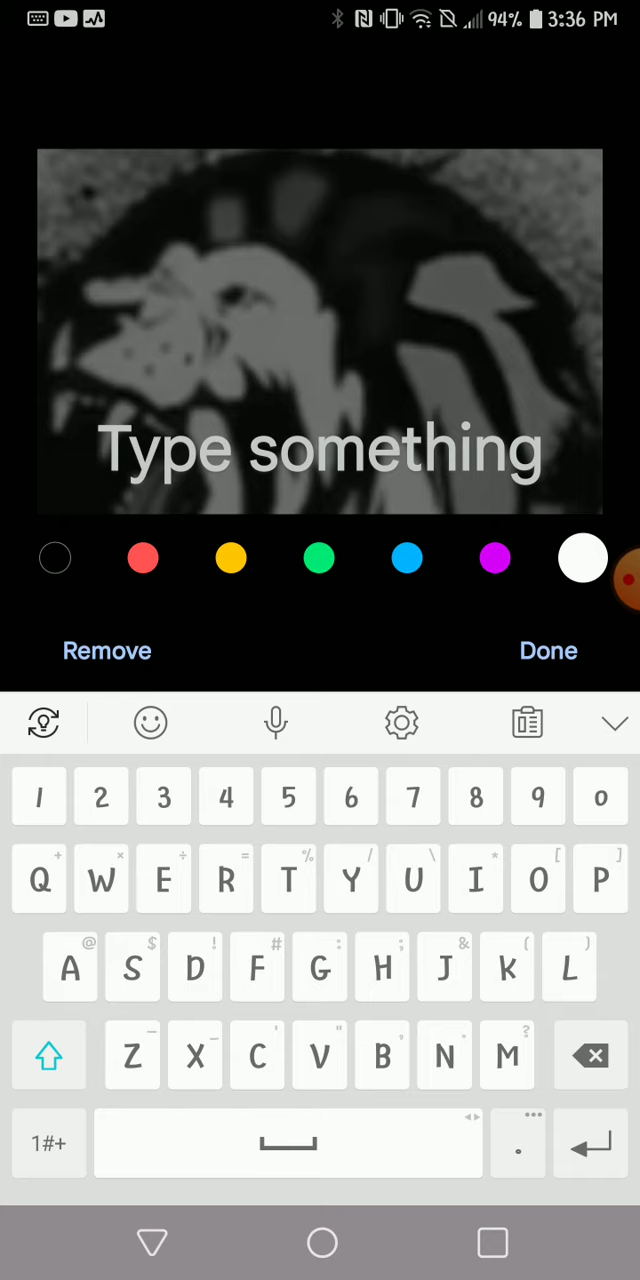 94% 3:36 PM
Type something
Remove Done
1 2 3 4 5 6 7 8 9 0
+ × ÷ = % / \ * [ ]
Q W E R T Y U I O P
@ $ ! # : ; & ( )
A S D F G H J K L
- _ ' " , . ?
Z X C V B N M
1#+ .